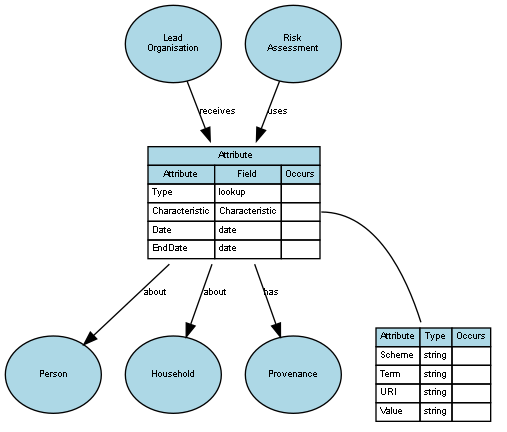 Lead
Organisation
Risk
Assessment
receives
uses
Attribute
Attribute Field Occurs
Type lookup
Characteristic Characteristic
Date date
EndDate date
about
about
has
Person
Household
Provenance
Attribute Type Occurs
Scheme string
Term string
URI string
Value string